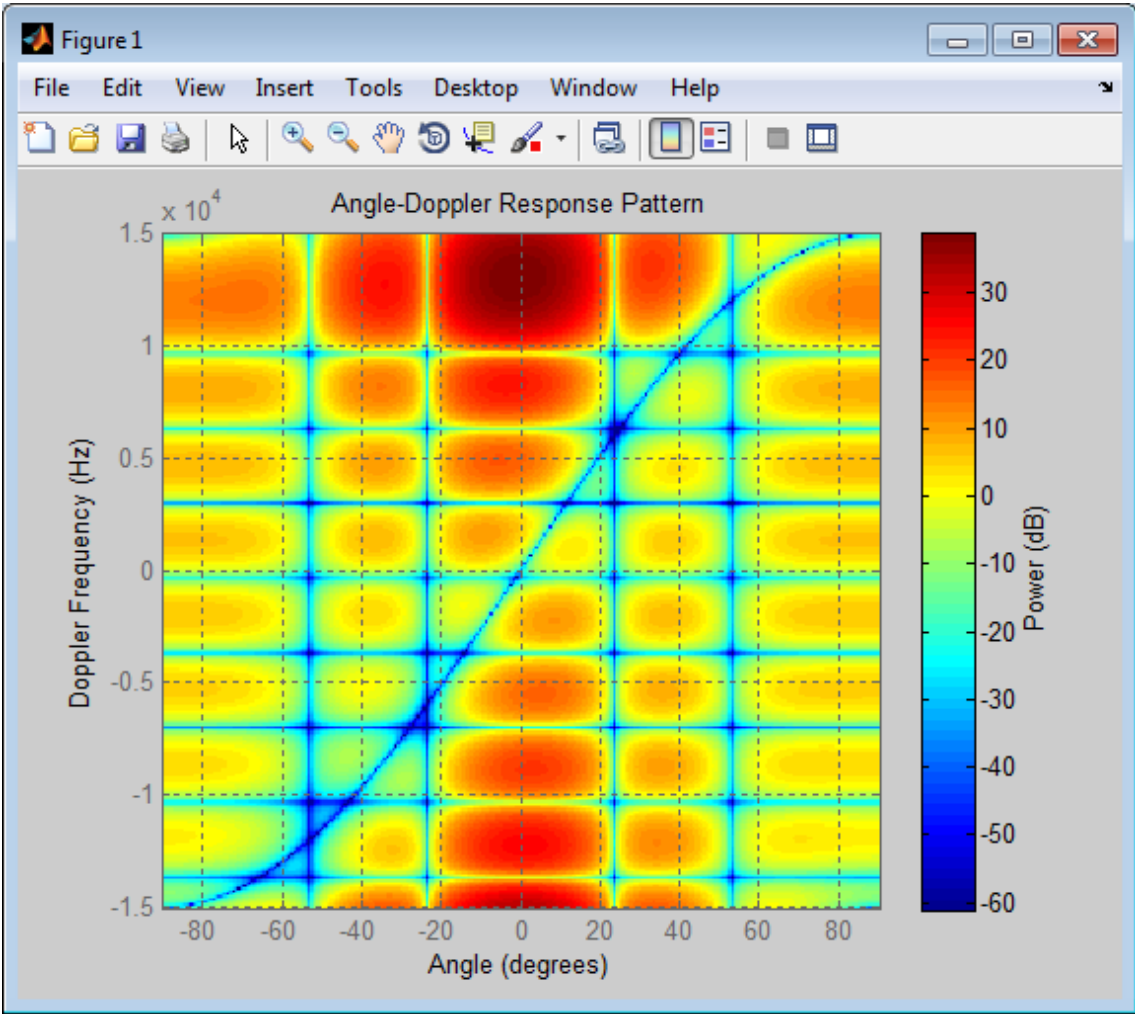 Figure 1
File Edit View Insert Tools Desktop Window Help
Angle-Doppler Response Pattern
x 10^4
1.5
1
0.5
0
-0.5
-1
-1.5
Doppler Frequency (Hz)
-80 -60 -40 -20 0 20 40 60 80
Angle (degrees)
30
20
10
0
-10
-20
-30
-40
-50
-60
Power (dB)